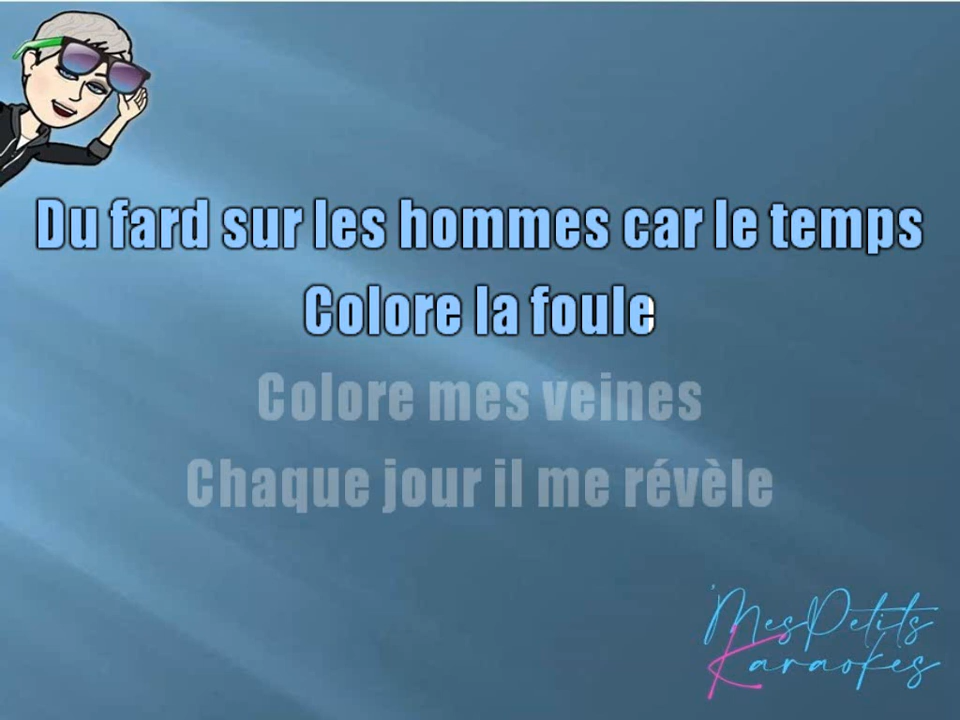 Du fard sur les hommes car le temps
Colore la foule
Colore mes veines
Chaque jour il me révèle
MesPetits
Karaokes